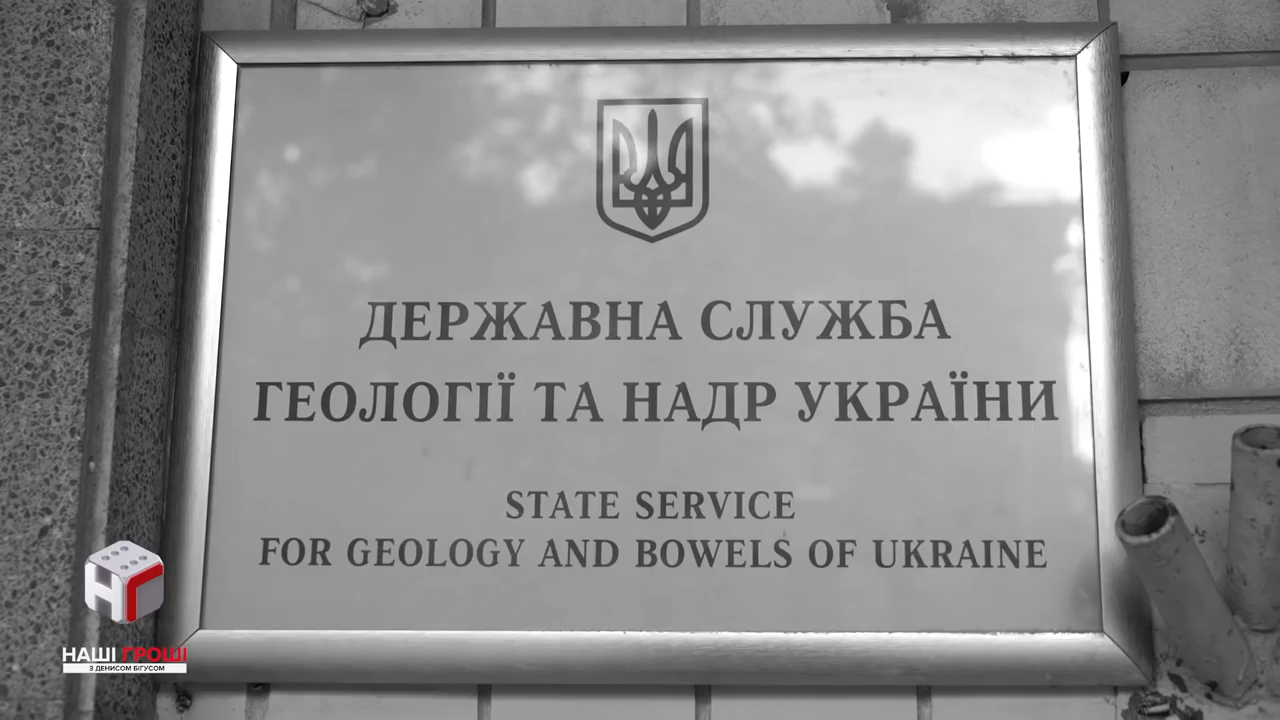 ДЕРЖАВНА СЛУЖБА
ГЕОЛОГІЇ ТА НАДР УКРАЇНИ
STATE SERVICE
FOR GEOLOGY AND BOWELS OF UKRAINE
НГ
НАШІ ГРОШІ
З ДЕНИСОМ БІГУСОМ